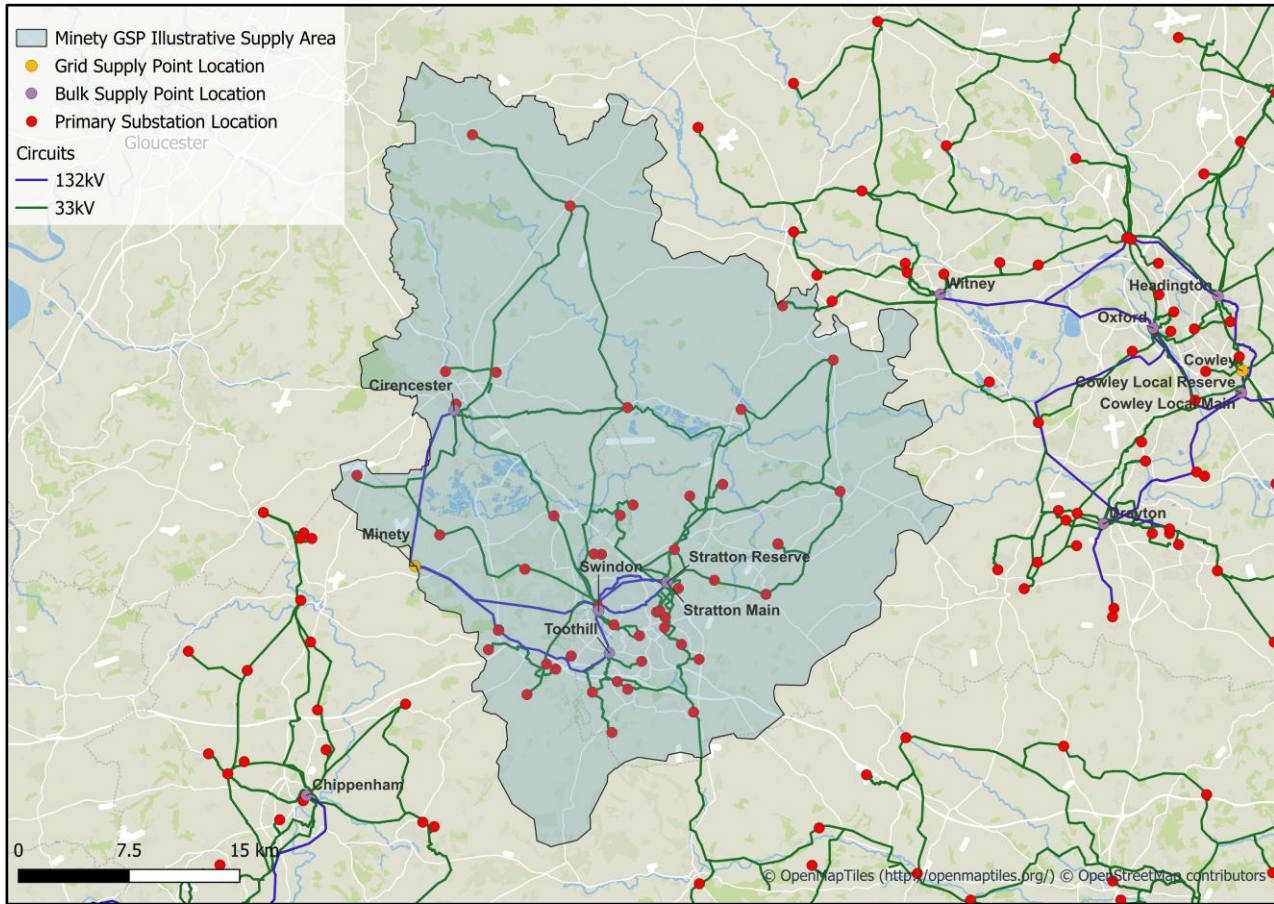 Minety GSP Illustrative Supply Area
Grid Supply Point Location
Bulk Supply Point Location
Primary Substation Location
Gloucester
Circuits
132kV
33kV
Witney
Headington
Oxford
Cowley
Cowley Local Reserve
Cowley Local Main
Cirencester
Minety
Drayton
Swindon
Stratton Reserve
Stratton Main
Toothill
Chippenham
0 7.5 15 km
© OpenMapTiles (http://openmaptiles.org/) © OpenStreetMap contributors